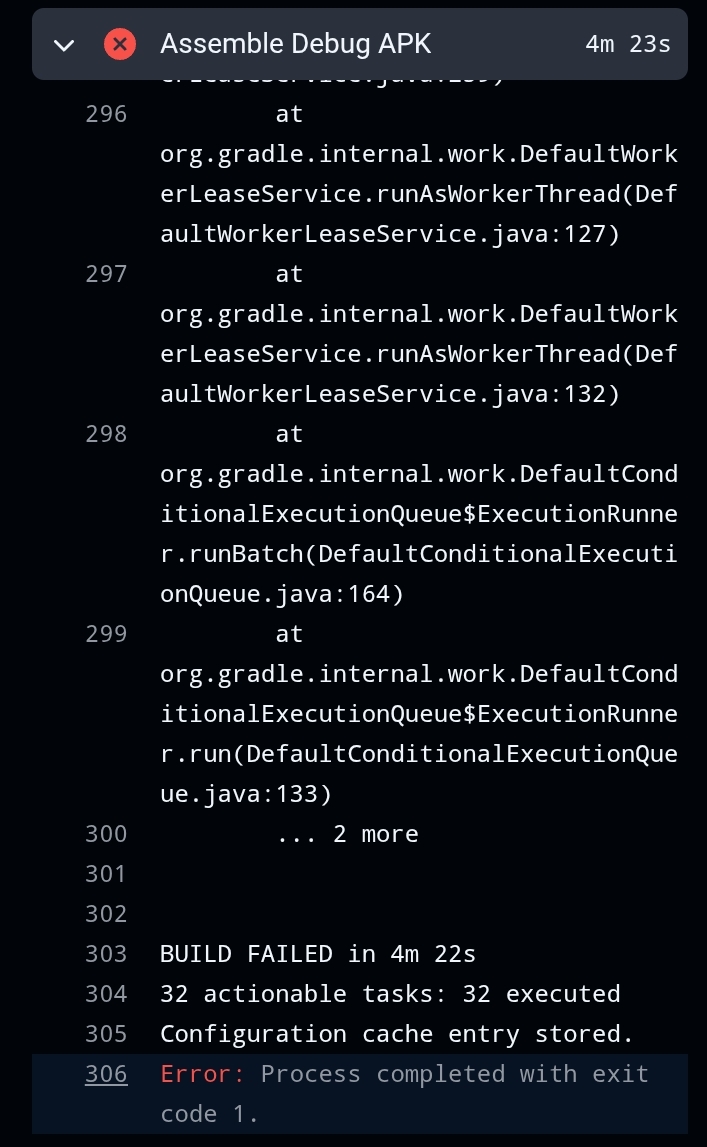 Assemble Debug APK 4m 23s
296 at
org.gradle.internal.work.DefaultWork
erLeaseService.runAsWorkerThread(Def
aultWorkerLeaseService.java:127)
297 at
org.gradle.internal.work.DefaultWork
erLeaseService.runAsWorkerThread(Def
aultWorkerLeaseService.java:132)
298 at
org.gradle.internal.work.DefaultCond
itionalExecutionQueue$ExecutionRunne
r.runBatch(DefaultConditionalExecuti
onQueue.java:164)
299 at
org.gradle.internal.work.DefaultCond
itionalExecutionQueue$ExecutionRunne
r.run(DefaultConditionalExecutionQue
ue.java:133)
300 ... 2 more
301
302
303 BUILD FAILED in 4m 22s
304 32 actionable tasks: 32 executed
305 Configuration cache entry stored.
306 Error: Process completed with exit
code 1.